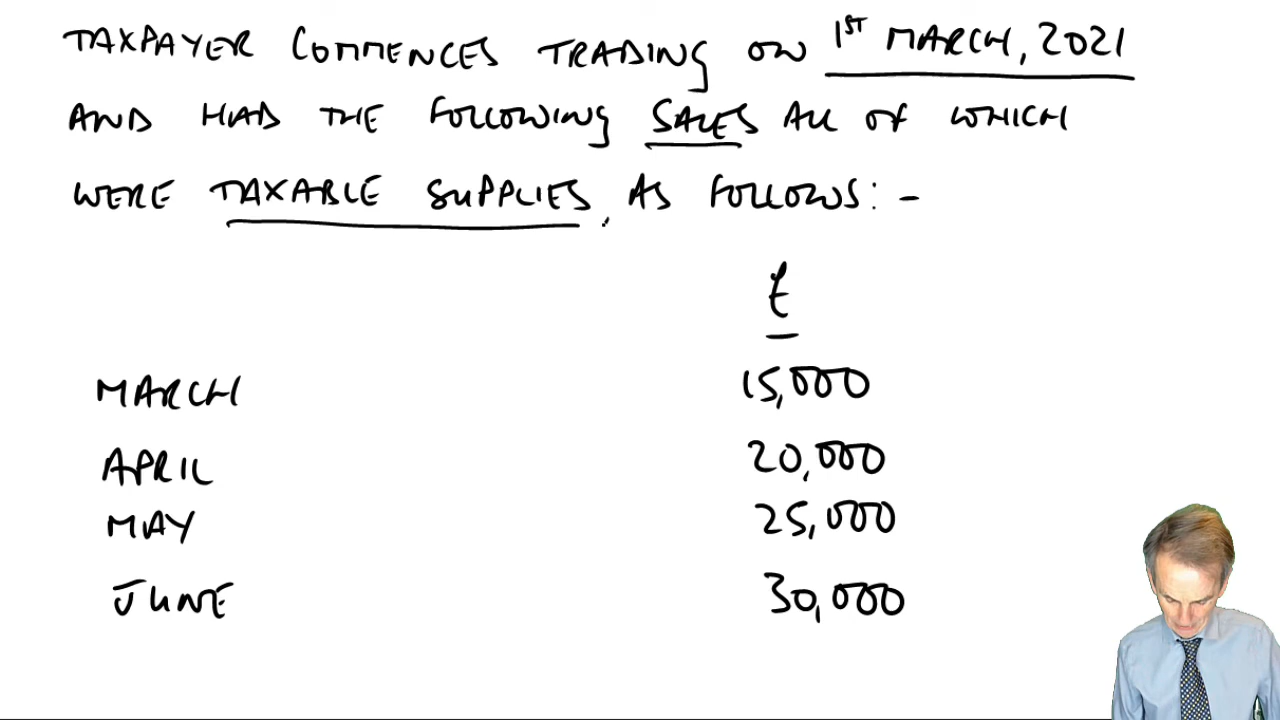 TAXPAYER COMMENCES TRADING ON 1ST MARCH, 2021
AND HAD THE FOLLOWING SALES ALL OF WHICH
WERE TAXABLE SUPPLIES, AS FOLLOWS: -
£
MARCH 15,000
APRIL 20,000
MAY 25,000
JUNE 30,000